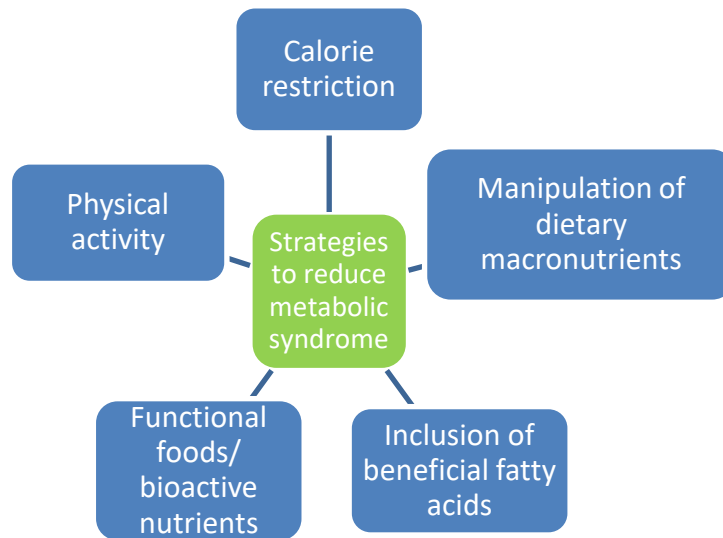 Calorie
restriction
Physical
activity
Manipulation of
dietary
macronutrients
Strategies
to reduce
metabolic
syndrome
Functional
foods/
bioactive
nutrients
Inclusion of
beneficial fatty
acids